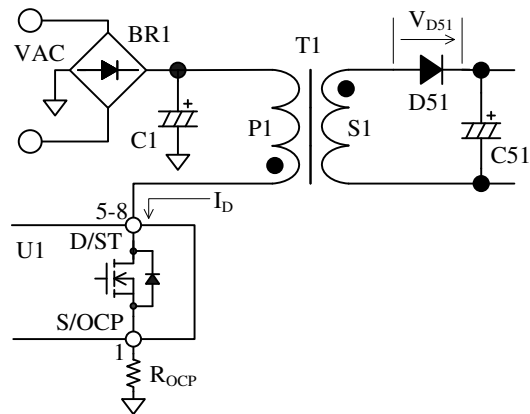 VAC
BR1
T1
V_D51
D51
P1
S1
C1
C51
5-8
I_D
D/ST
U1
S/OCP
1
R_OCP
+
+